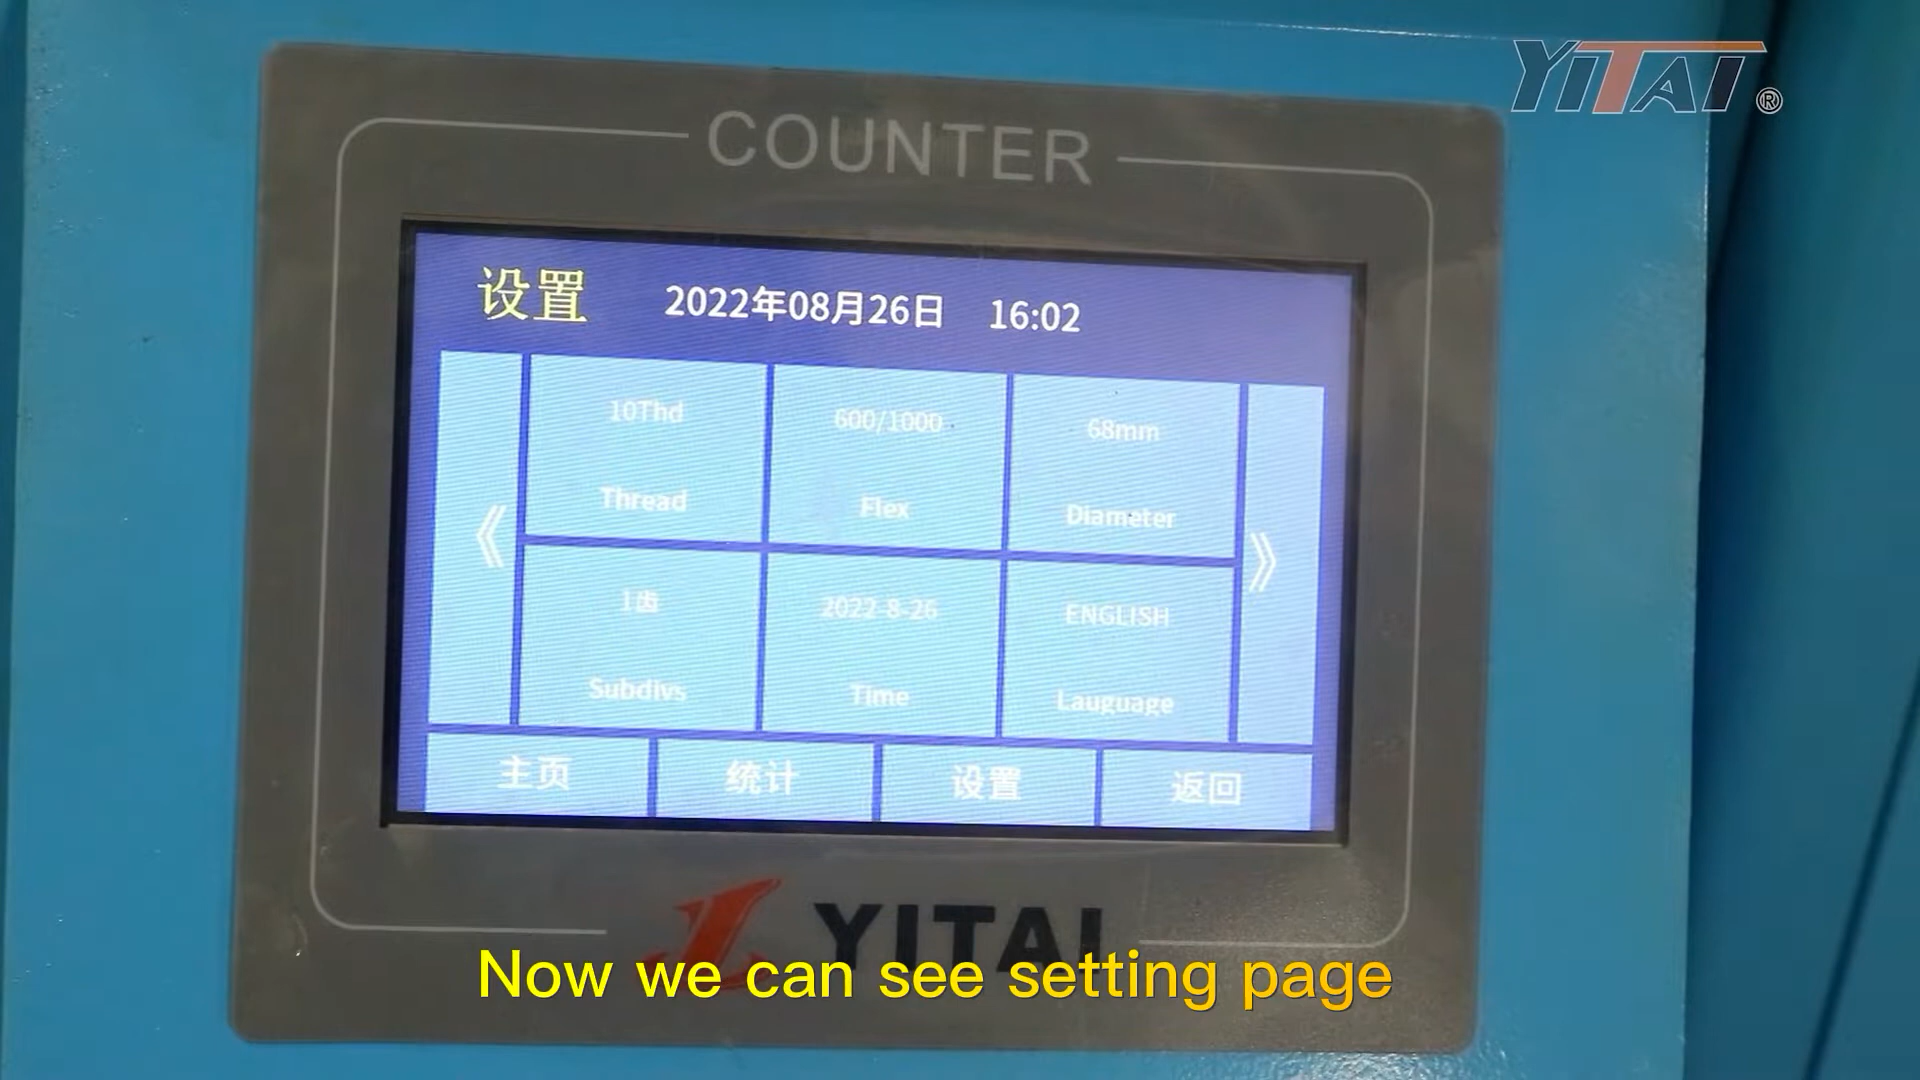 YITAI®
COUNTER
设置 2022年08月26日 16:02
10Thd 600/1000 68mm
Thread Flex Diameter
《 》
1齿 2022-8-26 ENGLISH
Subdivs Time Lauguage
主页 统计 设置 返回
YITAI
Now we can see setting page